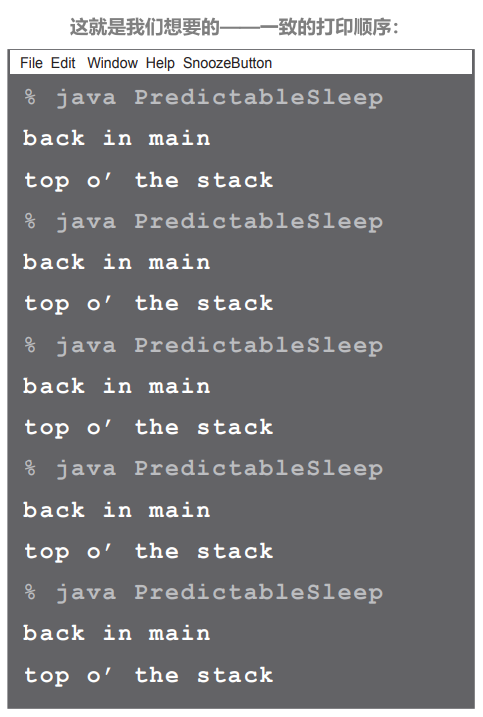 这就是我们想要的——一致的打印顺序：
File Edit Window Help SnoozeButton
% java PredictableSleep
back in main
top o’ the stack
% java PredictableSleep
back in main
top o’ the stack
% java PredictableSleep
back in main
top o’ the stack
% java PredictableSleep
back in main
top o’ the stack
% java PredictableSleep
back in main
top o’ the stack